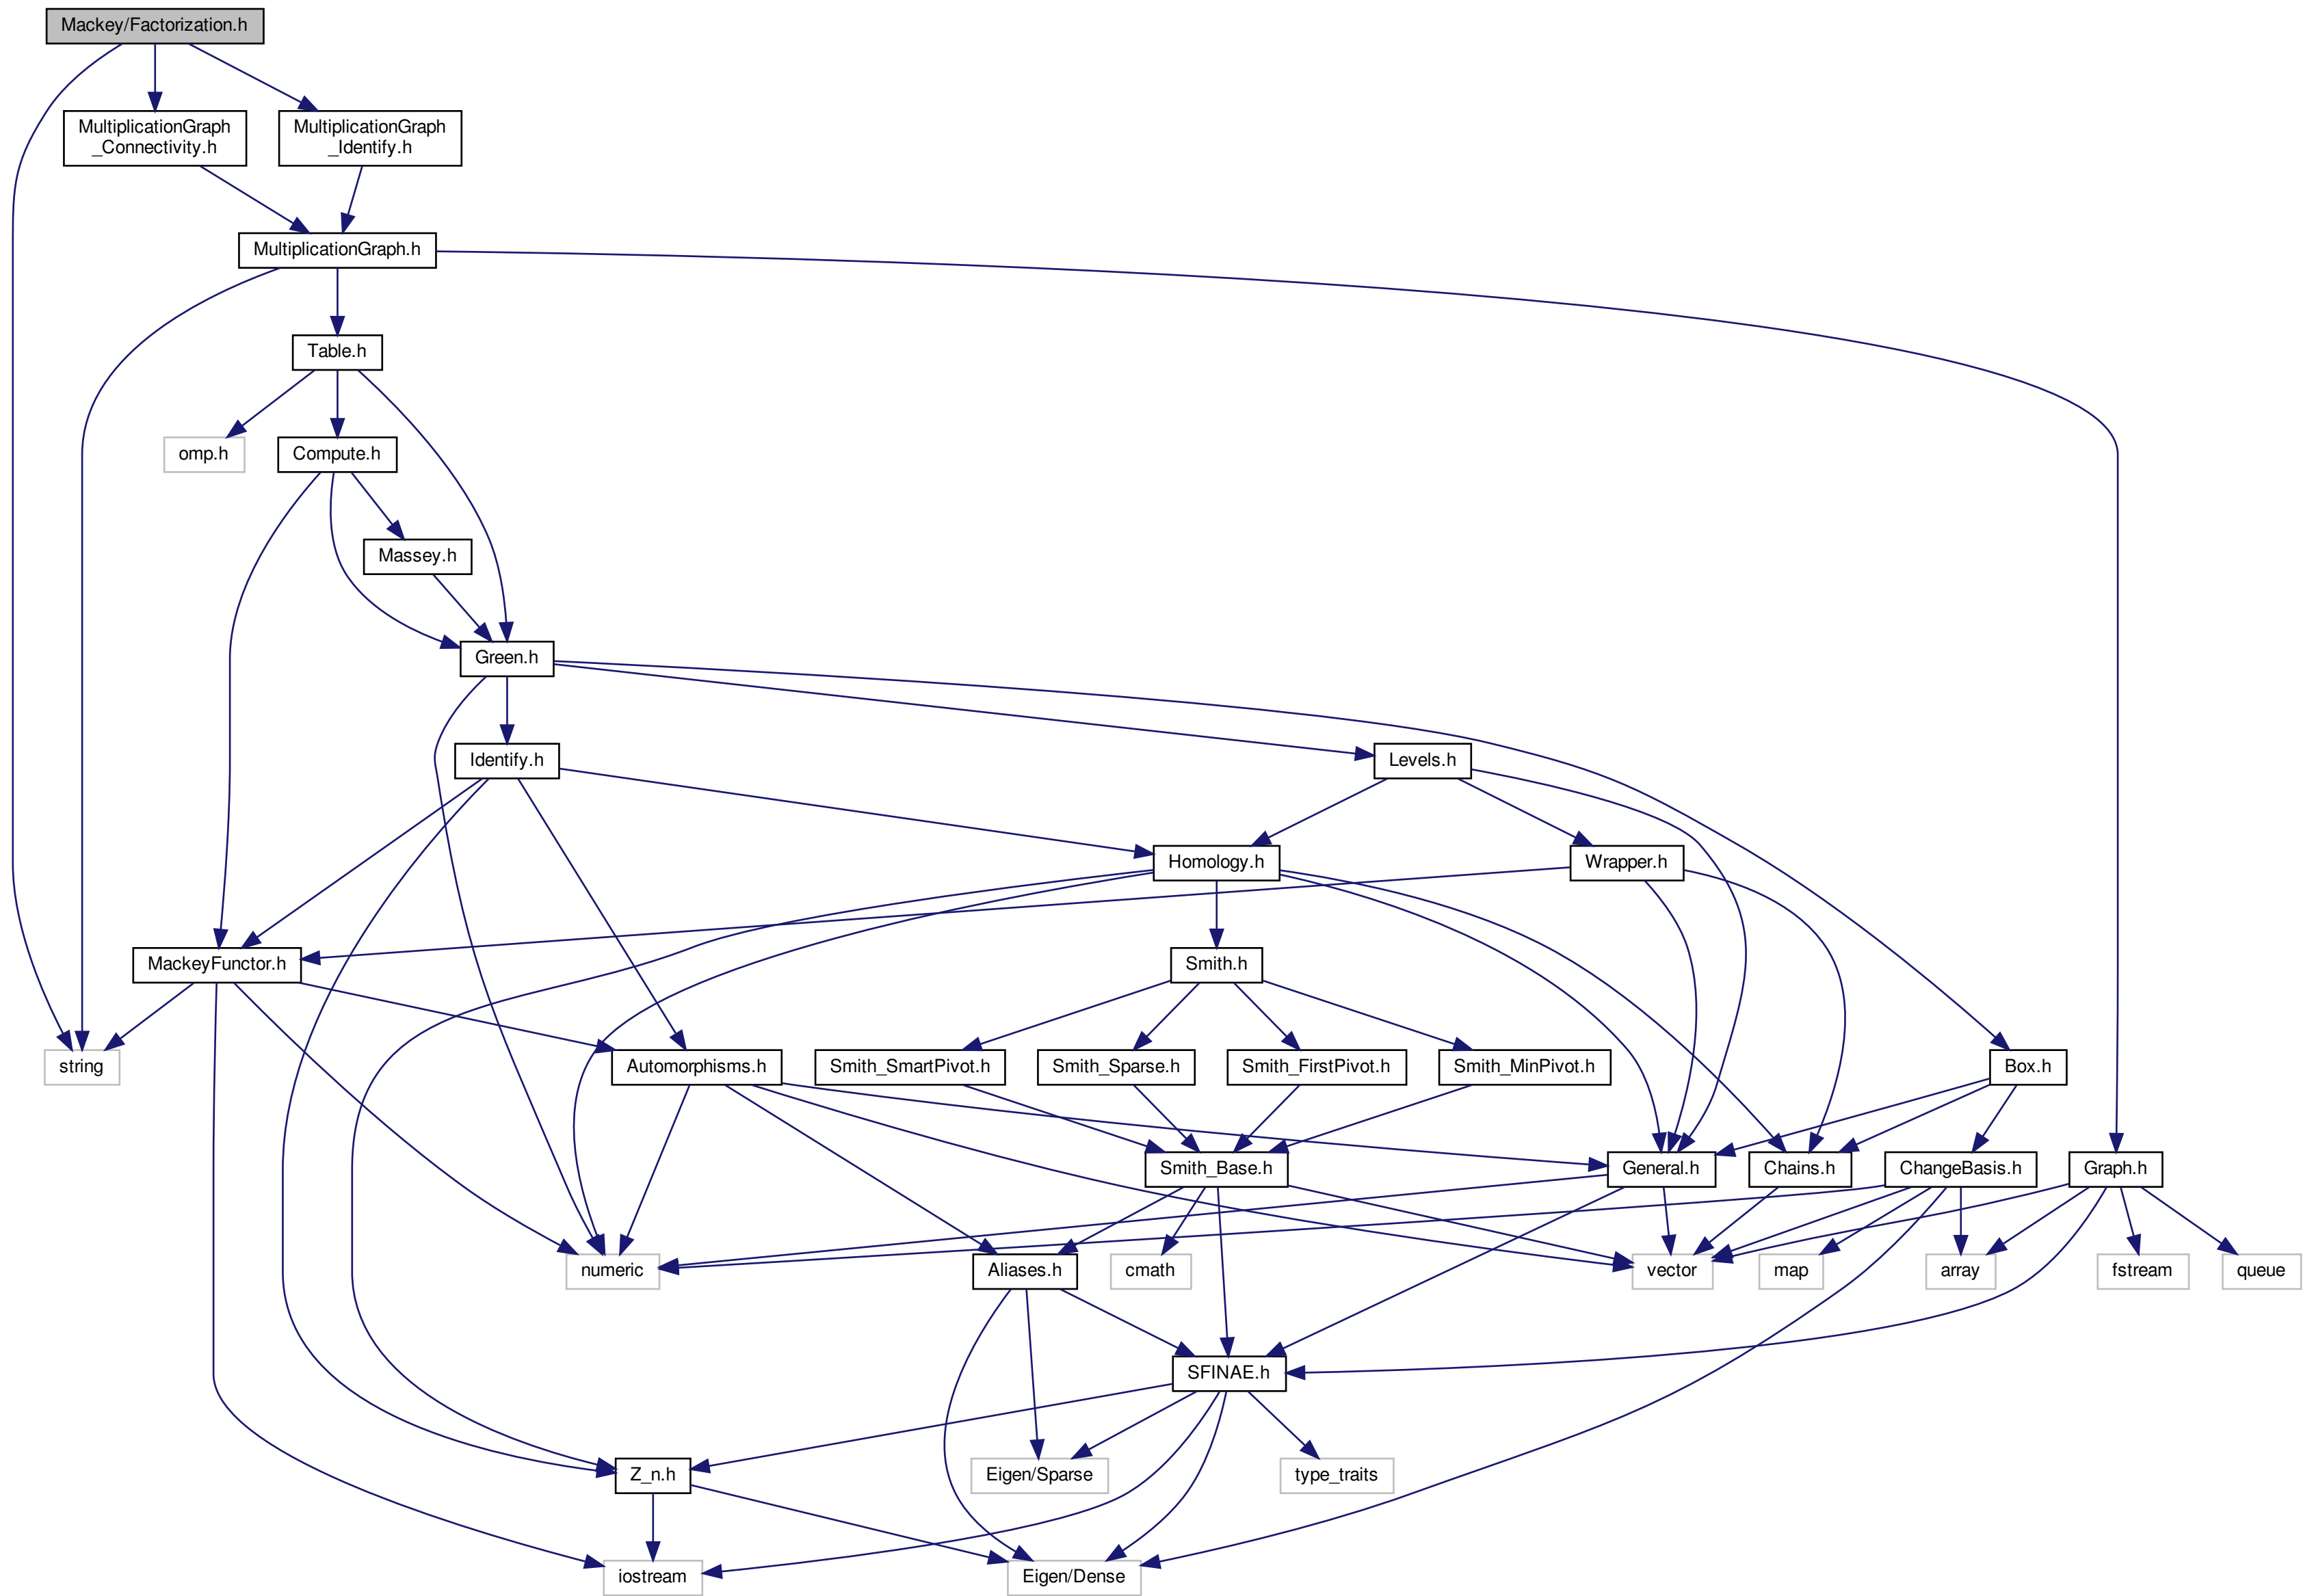 Mackey/Factorization.h
MultiplicationGraph
_Connectivity.h
MultiplicationGraph
_Identify.h
MultiplicationGraph.h
Table.h
omp.h
Compute.h
Massey.h
Green.h
Identify.h
Levels.h
Homology.h
Wrapper.h
MackeyFunctor.h
Smith.h
string
Automorphisms.h
Smith_SmartPivot.h
Smith_Sparse.h
Smith_FirstPivot.h
Smith_MinPivot.h
Box.h
Smith_Base.h
General.h
Chains.h
ChangeBasis.h
Graph.h
numeric
Aliases.h
cmath
vector
map
array
fstream
queue
SFINAE.h
Z_n.h
Eigen/Sparse
type_traits
iostream
Eigen/Dense